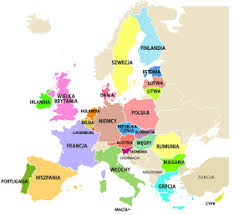 FINLANDIA
SZWECJA
ESTONIA
ŁOTWA
LITWA
DANIA
IRLANDIA
WIELKA
BRYTANIA
HOLANDIA
BELGIA
POLSKA
NIEMCY
LUKSEMBURG
REPUBLIKA
CZESKA
SŁOWACJA
AUSTRIA
WĘGRY
FRANCJA
SŁOWENIA
CHORWACJA
RUMUNIA
WŁOCHY
BUŁGARIA
MACEDONIA
PORTUGALIA
HISZPANIA
GRECJA
TURCJA
MALTA
CYPR